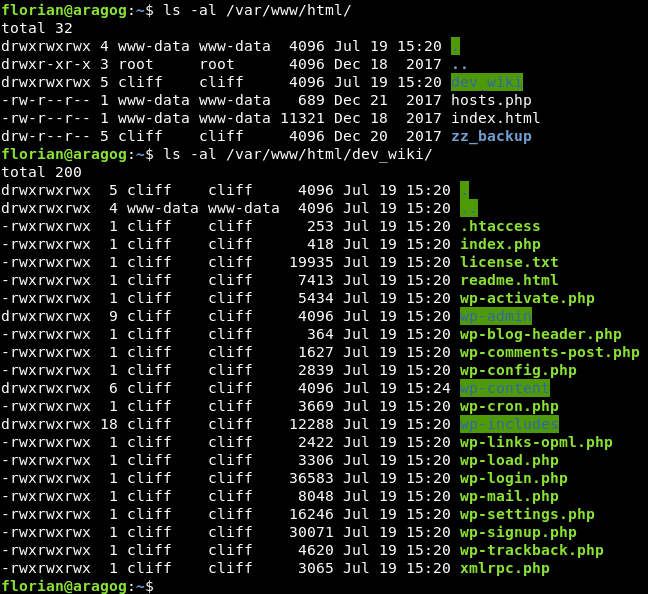 florian@aragog:~$ ls -al /var/www/html/
total 32
drwxrwxrwx 4 www-data www-data  4096 Jul 19 15:20 .
drwxr-xr-x 3 root     root      4096 Dec 18  2017 ..
drwxrwxrwx 5 cliff    cliff     4096 Jul 19 15:20 dev_wiki
-rw-r--r-- 1 www-data www-data   689 Dec 21  2017 hosts.php
-rw-r--r-- 1 www-data www-data 11321 Dec 18  2017 index.html
drw-r--r-- 5 cliff    cliff     4096 Dec 20  2017 zz_backup
florian@aragog:~$ ls -al /var/www/html/dev_wiki/
total 200
drwxrwxrwx  5 cliff    cliff     4096 Jul 19 15:20 .
drwxrwxrwx  4 www-data www-data  4096 Jul 19 15:20 ..
-rwxrwxrwx  1 cliff    cliff      253 Jul 19 15:20 .htaccess
-rwxrwxrwx  1 cliff    cliff      418 Jul 19 15:20 index.php
-rwxrwxrwx  1 cliff    cliff    19935 Jul 19 15:20 license.txt
-rwxrwxrwx  1 cliff    cliff     7413 Jul 19 15:20 readme.html
-rwxrwxrwx  1 cliff    cliff     5434 Jul 19 15:20 wp-activate.php
drwxrwxrwx  9 cliff    cliff     4096 Jul 19 15:20 wp-admin
-rwxrwxrwx  1 cliff    cliff      364 Jul 19 15:20 wp-blog-header.php
-rwxrwxrwx  1 cliff    cliff     1627 Jul 19 15:20 wp-comments-post.php
-rwxrwxrwx  1 cliff    cliff     2839 Jul 19 15:20 wp-config.php
drwxrwxrwx  6 cliff    cliff     4096 Jul 19 15:24 wp-content
-rwxrwxrwx  1 cliff    cliff     3669 Jul 19 15:20 wp-cron.php
drwxrwxrwx 18 cliff    cliff    12288 Jul 19 15:20 wp-includes
-rwxrwxrwx  1 cliff    cliff     2422 Jul 19 15:20 wp-links-opml.php
-rwxrwxrwx  1 cliff    cliff     3306 Jul 19 15:20 wp-load.php
-rwxrwxrwx  1 cliff    cliff    36583 Jul 19 15:20 wp-login.php
-rwxrwxrwx  1 cliff    cliff     8048 Jul 19 15:20 wp-mail.php
-rwxrwxrwx  1 cliff    cliff    16246 Jul 19 15:20 wp-settings.php
-rwxrwxrwx  1 cliff    cliff    30071 Jul 19 15:20 wp-signup.php
-rwxrwxrwx  1 cliff    cliff     4620 Jul 19 15:20 wp-trackback.php
-rwxrwxrwx  1 cliff    cliff     3065 Jul 19 15:20 xmlrpc.php
florian@aragog:~$